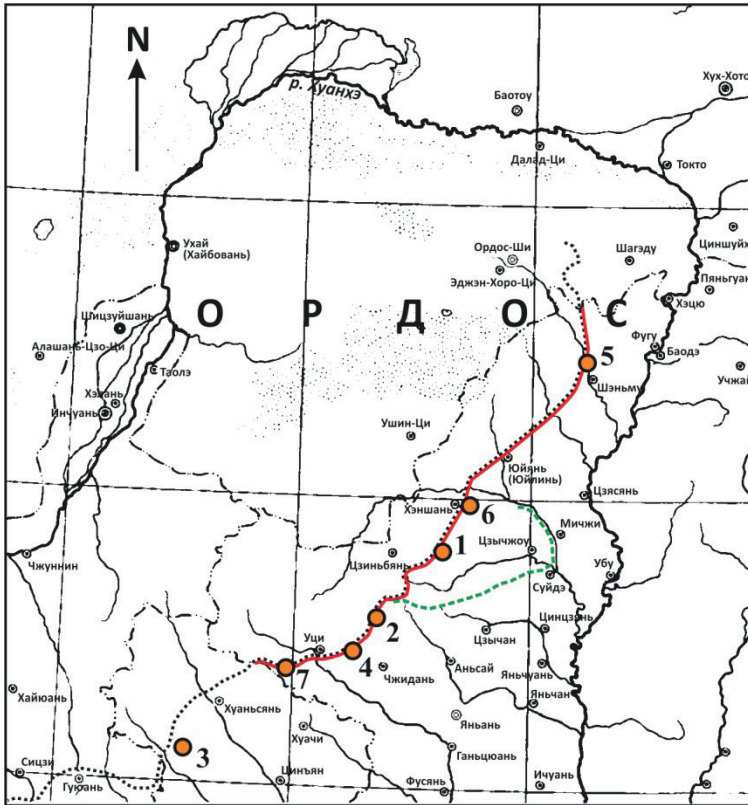 N
р. Хуанхэ
Баотоу
Хух-Хото
Далад-Ци
Токто
Ухай
(Хайбовань)
Ордос-Ши
Шагэду
Циншуйх
Эджэн-Хоро-Ци
Пяньгуан
Хэцю
О Р Д О С
Шицзуйшань
Алашань-Цзо-Ци
Таолэ
Фугу
Баодэ
5
Учжай
Шэньму
Хэлань
Инчуань
Ушин-Ци
Юйянь
(Юйлинь)
Цзясянь
Хэншань
6
Мичжи
Чжуннин
Цзиньбянь
1
Цзычжоу
Убу
Суйдэ
2
Цинцзянь
Цзычан
Уци
4
Чжидань
Аньсай
Яньчуань
7
Яньчан
Хайюань
Хуаньсян
Яньань
Хуачи
3
Ганьцюань
Сицзи
Гуюань
Цинъян
Фусянь
Ичуань